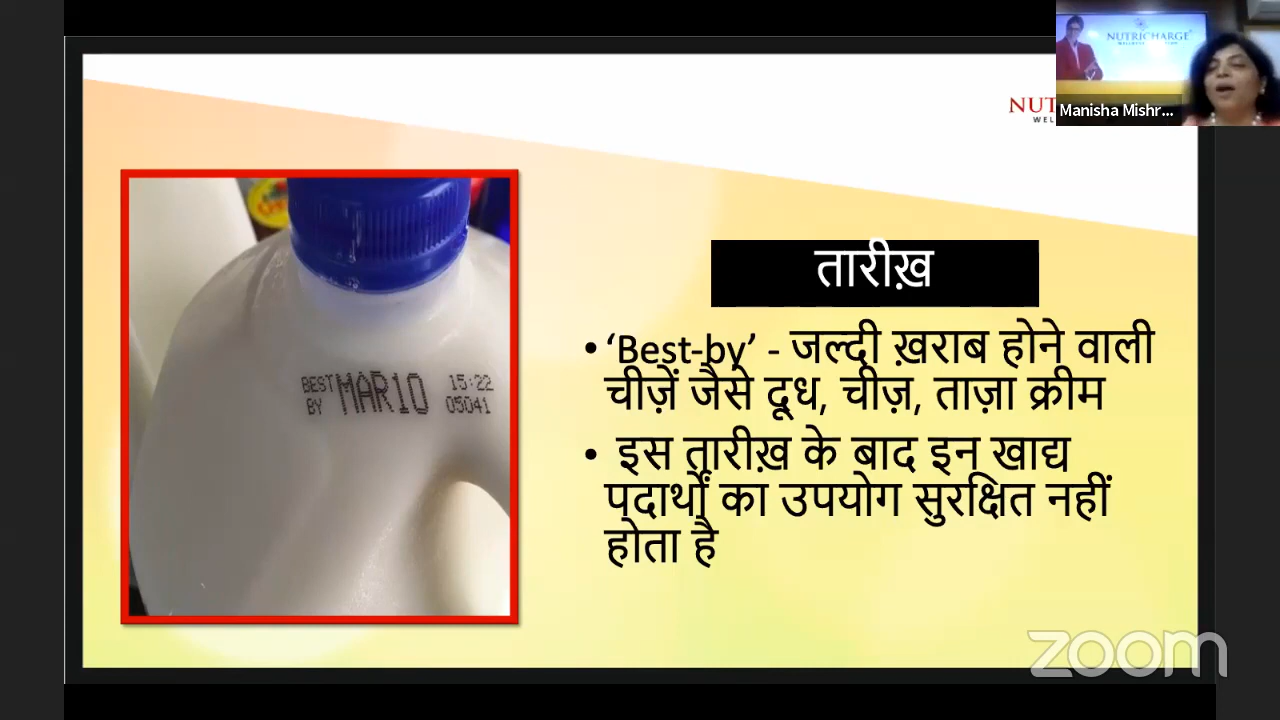 NUTRICHARGE
Manisha Mishr...
तारीख़
•‘Best-by’ - जल्दी ख़राब होने वाली
चीज़ें जैसे दूध, चीज़, ताज़ा क्रीम
• इस तारीख़ के बाद इन खाद्य
पदार्थों का उपयोग सुरक्षित नहीं
होता है
BEST BY MAR10 15:22
05041
zoom